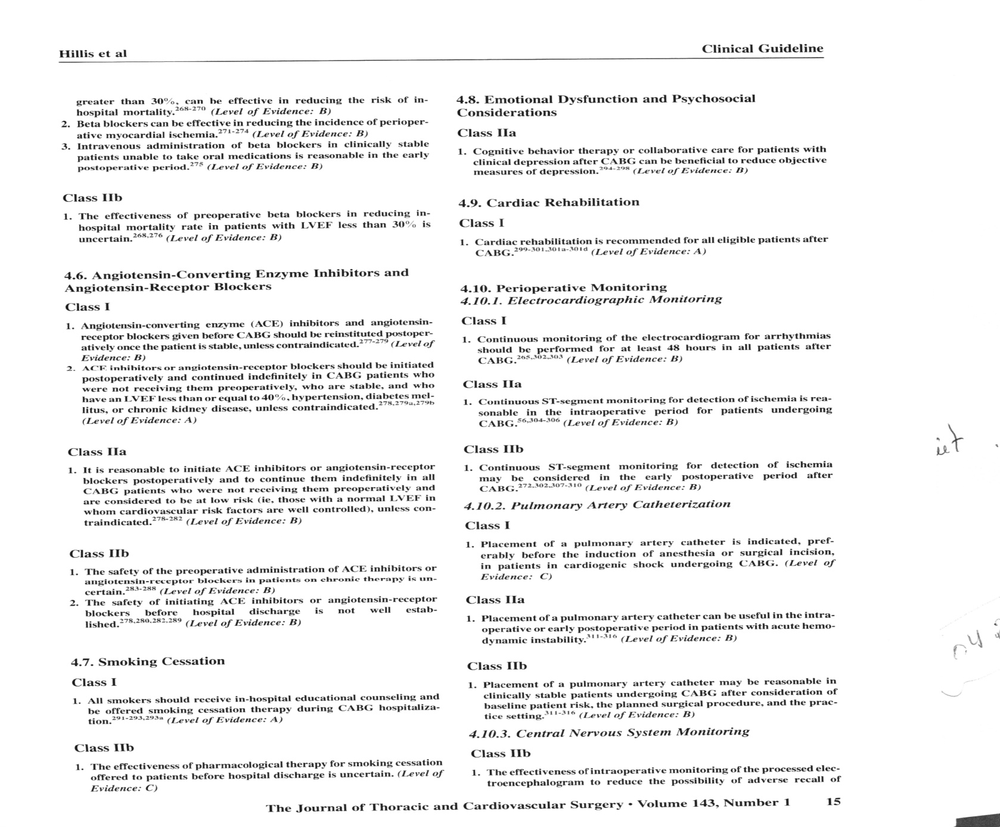 Hillis et al
Clinical Guideline
greater than 30%, can be effective in reducing the risk of in-
hospital mortality.268-270 (Level of Evidence: B)
2. Beta blockers can be effective in reducing the incidence of perioper-
ative myocardial ischemia.271-274 (Level of Evidence: B)
3. Intravenous administration of beta blockers in clinically stable
patients unable to take oral medications is reasonable in the early
postoperative period.275 (Level of Evidence: B)
Class IIb
1. The effectiveness of preoperative beta blockers in reducing in-
hospital mortality rate in patients with LVEF less than 30% is
uncertain.268,276 (Level of Evidence: B)
4.6. Angiotensin-Converting Enzyme Inhibitors and
Angiotensin-Receptor Blockers
Class I
1. Angiotensin-converting enzyme (ACE) inhibitors and angiotensin-
receptor blockers given before CABG should be reinstituted postoper-
atively once the patient is stable, unless contraindicated.277-279 (Level of
Evidence: B)
2. ACE inhibitors or angiotensin-receptor blockers should be initiated
postoperatively and continued indefinitely in CABG patients who
were not receiving them preoperatively, who are stable, and who
have an LVEF less than or equal to 40%, hypertension, diabetes mel-
litus, or chronic kidney disease, unless contraindicated.278,279a,279b
(Level of Evidence: A)
Class IIa
1. It is reasonable to initiate ACE inhibitors or angiotensin-receptor
blockers postoperatively and to continue them indefinitely in all
CABG patients who were not receiving them preoperatively and
are considered to be at low risk (ie, those with a normal LVEF in
whom cardiovascular risk factors are well controlled), unless con-
traindicated.278-282 (Level of Evidence: B)
Class IIb
1. The safety of the preoperative administration of ACE inhibitors or
angiotensin-receptor blockers in patients on chronic therapy is un-
certain.283-288 (Level of Evidence: B)
2. The safety of initiating ACE inhibitors or angiotensin-receptor
blockers before hospital discharge is not well estab-
lished.278,280,282,289 (Level of Evidence: B)
4.7. Smoking Cessation
Class I
1. All smokers should receive in-hospital educational counseling and
be offered smoking cessation therapy during CABG hospitaliza-
tion.291-293,293a (Level of Evidence: A)
Class IIb
1. The effectiveness of pharmacological therapy for smoking cessation
offered to patients before hospital discharge is uncertain. (Level of
Evidence: C)
4.8. Emotional Dysfunction and Psychosocial
Considerations
Class IIa
1. Cognitive behavior therapy or collaborative care for patients with
clinical depression after CABG can be beneficial to reduce objective
measures of depression.294-298 (Level of Evidence: B)
4.9. Cardiac Rehabilitation
Class I
1. Cardiac rehabilitation is recommended for all eligible patients after
CABG.299-301,301a-301d (Level of Evidence: A)
4.10. Perioperative Monitoring
4.10.1. Electrocardiographic Monitoring
Class I
1. Continuous monitoring of the electrocardiogram for arrhythmias
should be performed for at least 48 hours in all patients after
CABG.265,302,303 (Level of Evidence: B)
Class IIa
1. Continuous ST-segment monitoring for detection of ischemia is rea-
sonable in the intraoperative period for patients undergoing
CABG.56,304-306 (Level of Evidence: B)
Class IIb
1. Continuous ST-segment monitoring for detection of ischemia
may be considered in the early postoperative period after
CABG.272,302,307-310 (Level of Evidence: B)
4.10.2. Pulmonary Artery Catheterization
Class I
1. Placement of a pulmonary artery catheter is indicated, pref-
erably before the induction of anesthesia or surgical incision,
in patients in cardiogenic shock undergoing CABG. (Level of
Evidence: C)
Class IIa
1. Placement of a pulmonary artery catheter can be useful in the intra-
operative or early postoperative period in patients with acute hemo-
dynamic instability.311-316 (Level of Evidence: B)
Class IIb
1. Placement of a pulmonary artery catheter may be reasonable in
clinically stable patients undergoing CABG after consideration of
baseline patient risk, the planned surgical procedure, and the prac-
tice setting.311-316 (Level of Evidence: B)
4.10.3. Central Nervous System Monitoring
Class IIb
1. The effectiveness of intraoperative monitoring of the processed elec-
troencephalogram to reduce the possibility of adverse recall of
The Journal of Thoracic and Cardiovascular Surgery • Volume 143, Number 1 15